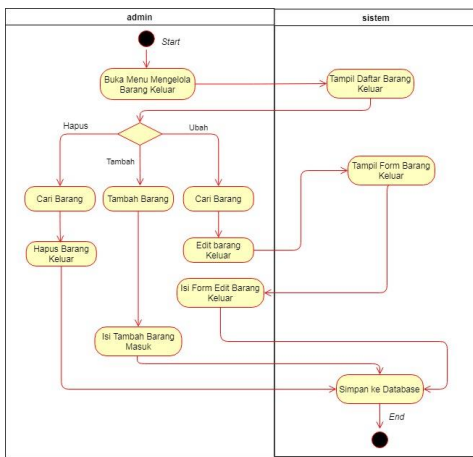 admin
sistem
Start
Buka Menu Mengelola
Barang Keluar
Tampil Daftar Barang
Keluar
Hapus
Ubah
Tambah
Tampil Form Barang
Keluar
Cari Barang
Tambah Barang
Cari Barang
Hapus Barang
Keluar
Edit barang
Keluar
Isi Form Edit Barang
Keluar
Isi Tambah Barang
Masuk
Simpan ke Database
End